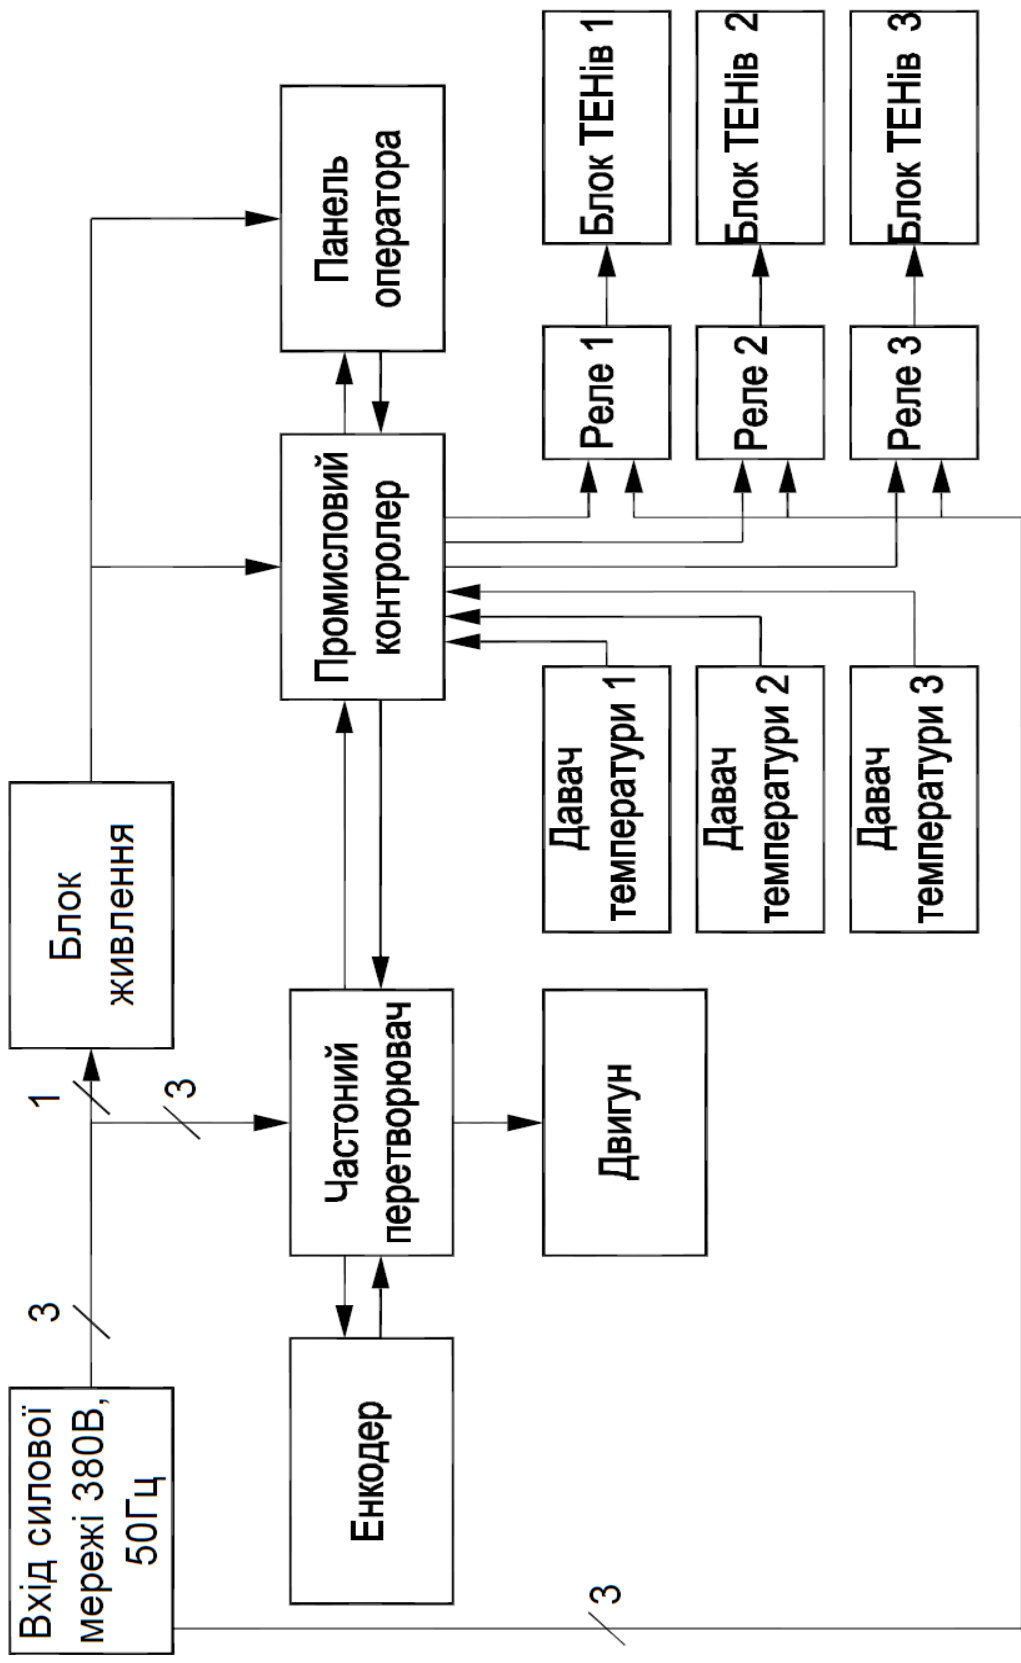 Вхід силової
мережі 380В,
50Гц
3
1
Блок
живлення
3
Енкодер
Частоний
перетворювач
Промисловий
контролер
Панель
оператора
Двигун
Давач
температури 1
Реле 1
Блок ТЕНів 1
Давач
температури 2
Реле 2
Блок ТЕНів 2
Давач
температури 3
Реле 3
Блок ТЕНів 3
3